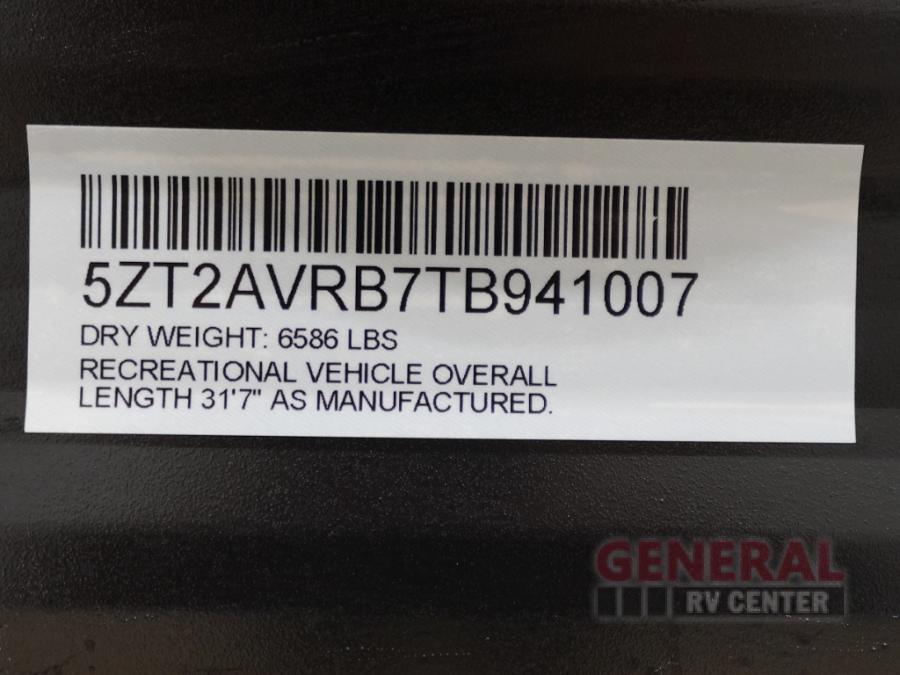 5ZT2AVRB7TB941007
DRY WEIGHT: 6586 LBS
RECREATIONAL VEHICLE OVERALL
LENGTH 31'7" AS MANUFACTURED.
GENERAL
RV CENTER